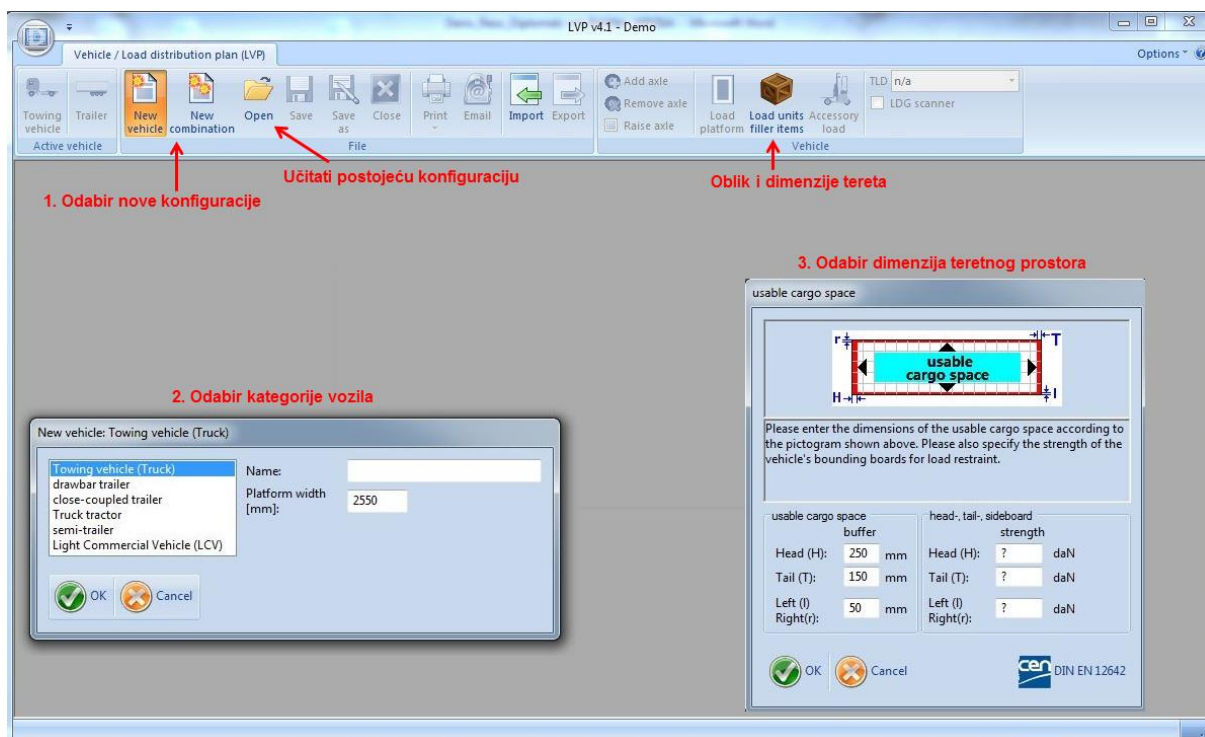 LVP v4.1 - Demo
Vehicle / Load distribution plan (LVP)
Options
Towing vehicle
Trailer
New vehicle
New combination
Open
Save
Save as
Close
Print
Email
Import
Export
Add axle
Remove axle
Raise axle
Load platform
Load units filler items
Accessory load
TLD n/a
LDG scanner
Active vehicle
File
Vehicle
1. Odabir nove konfiguracije
Učitati postojeću konfiguraciju
Oblik i dimenzije tereta
2. Odabir kategorije vozila
New vehicle: Towing vehicle (Truck)
Towing vehicle (Truck)
drawbar trailer
close-coupled trailer
Truck tractor
semi-trailer
Light Commercial Vehicle (LCV)
Name:
Platform width
[mm]:
2550
OK
Cancel
3. Odabir dimenzija teretnog prostora
usable cargo space
r
T
usable
cargo space
H
l
Please enter the dimensions of the usable cargo space according to
the pictogram shown above. Please also specify the strength of the
vehicle's bounding boards for load restraint.
usable cargo space
buffer
Head (H): 250 mm
Tail (T): 150 mm
Left (l)
Right(r): 50 mm
head-, tail-, sideboard
strength
Head (H): ? daN
Tail (T): ? daN
Left (l)
Right(r): ? daN
OK
Cancel
cen
DIN EN 12642